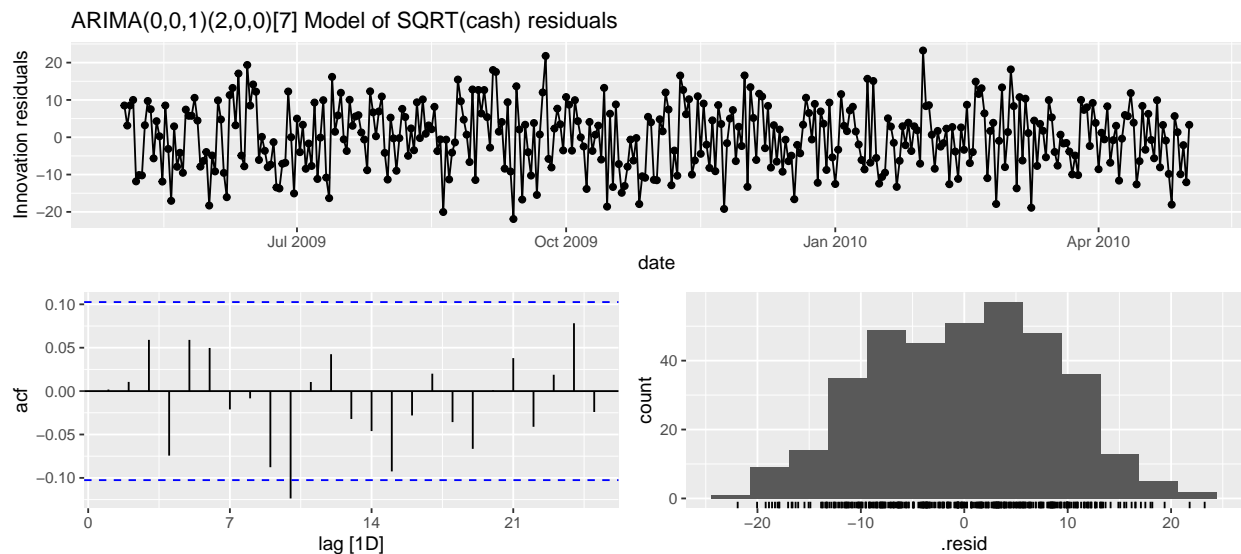 ARIMA(0,0,1)(2,0,0)[7] Model of SQRT(cash) residuals
Innovation residuals
20
10
0
−10
−20
Jul 2009
Oct 2009
Jan 2010
Apr 2010
date
acf
0.10
0.05
0.00
−0.05
−0.10
0
7
14
21
lag [1D]
count
40
20
0
−20
−10
0
10
20
.resid